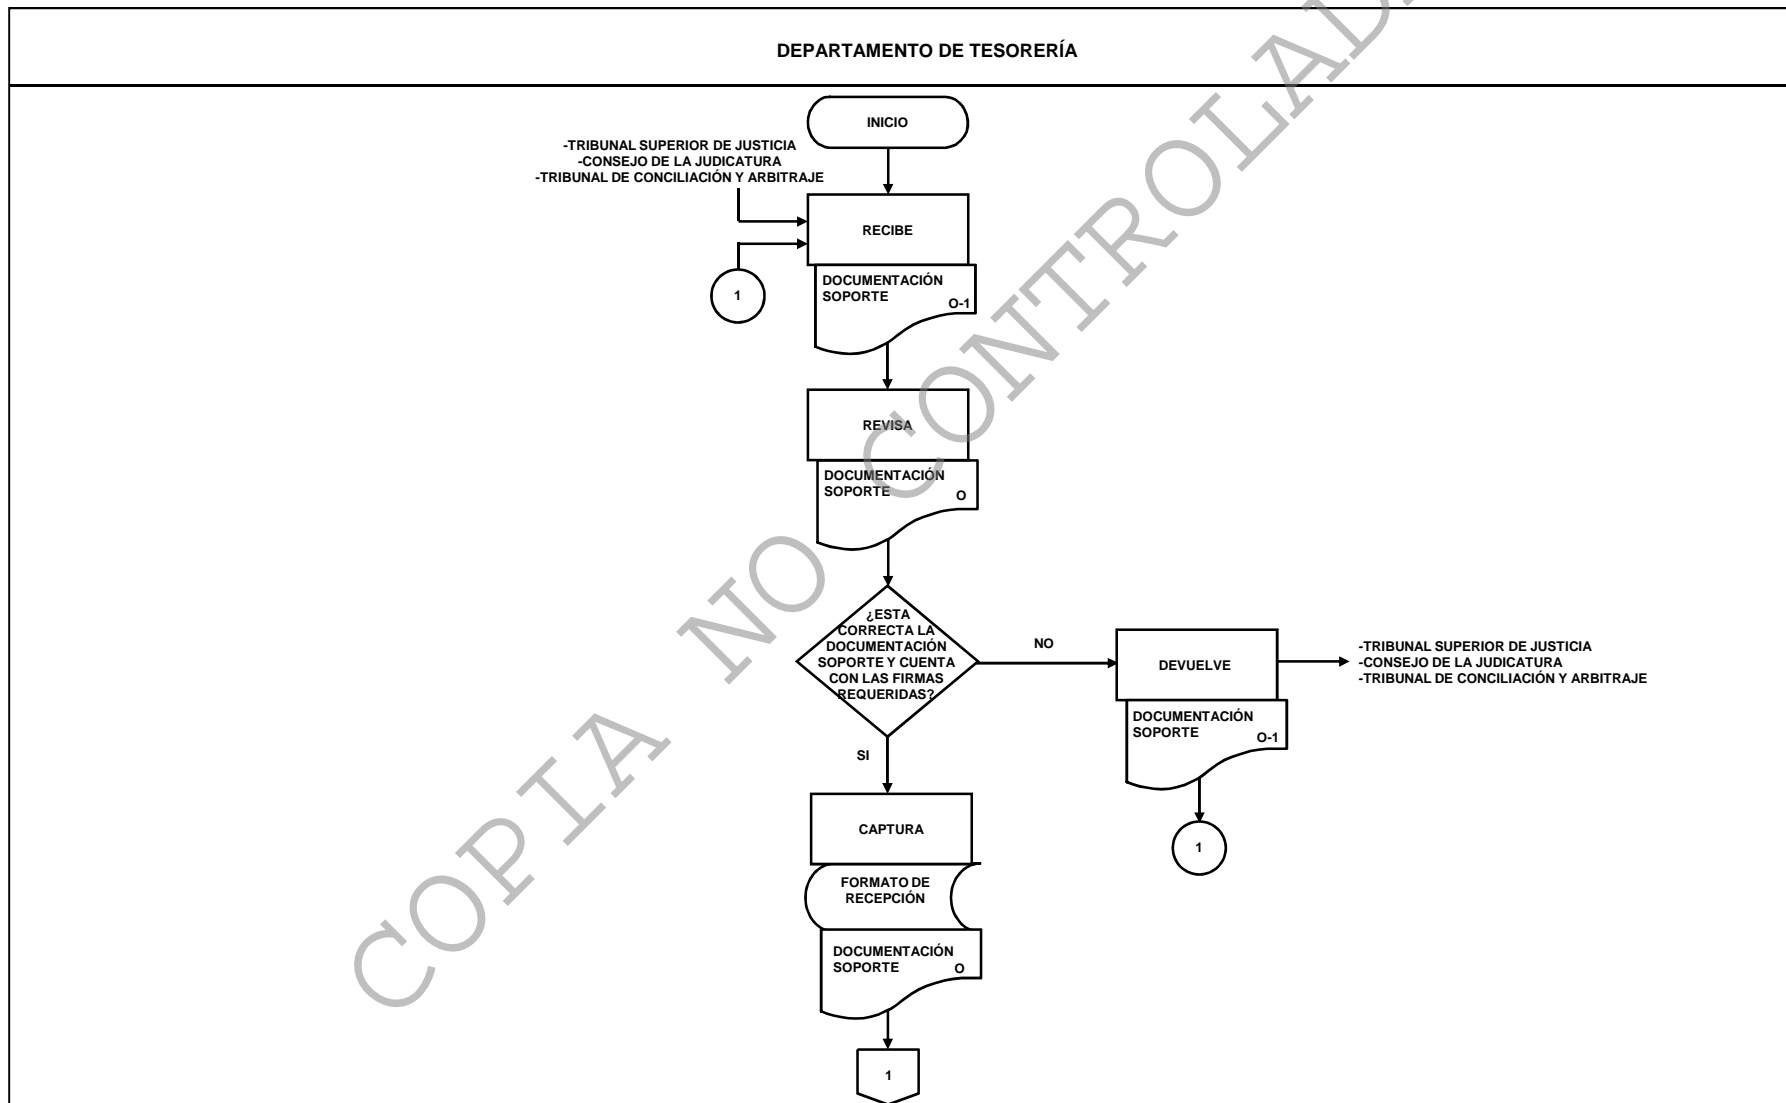 DEPARTAMENTO DE TESORERÍA
INICIO
-TRIBUNAL SUPERIOR DE JUSTICIA
-CONSEJO DE LA JUDICATURA
-TRIBUNAL DE CONCILIACIÓN Y ARBITRAJE
RECIBE
1
DOCUMENTACIÓN
SOPORTE
O-1
REVISA
DOCUMENTACIÓN
SOPORTE
O
¿ESTA
CORRECTA LA
DOCUMENTACIÓN
SOPORTE Y CUENTA
CON LAS FIRMAS
REQUERIDAS?
NO
DEVUELVE
-TRIBUNAL SUPERIOR DE JUSTICIA
-CONSEJO DE LA JUDICATURA
-TRIBUNAL DE CONCILIACIÓN Y ARBITRAJE
DOCUMENTACIÓN
SOPORTE
O-1
1
SI
CAPTURA
FORMATO DE
RECEPCIÓN
DOCUMENTACIÓN
SOPORTE
O
1
COPIA NO CONTROLAD